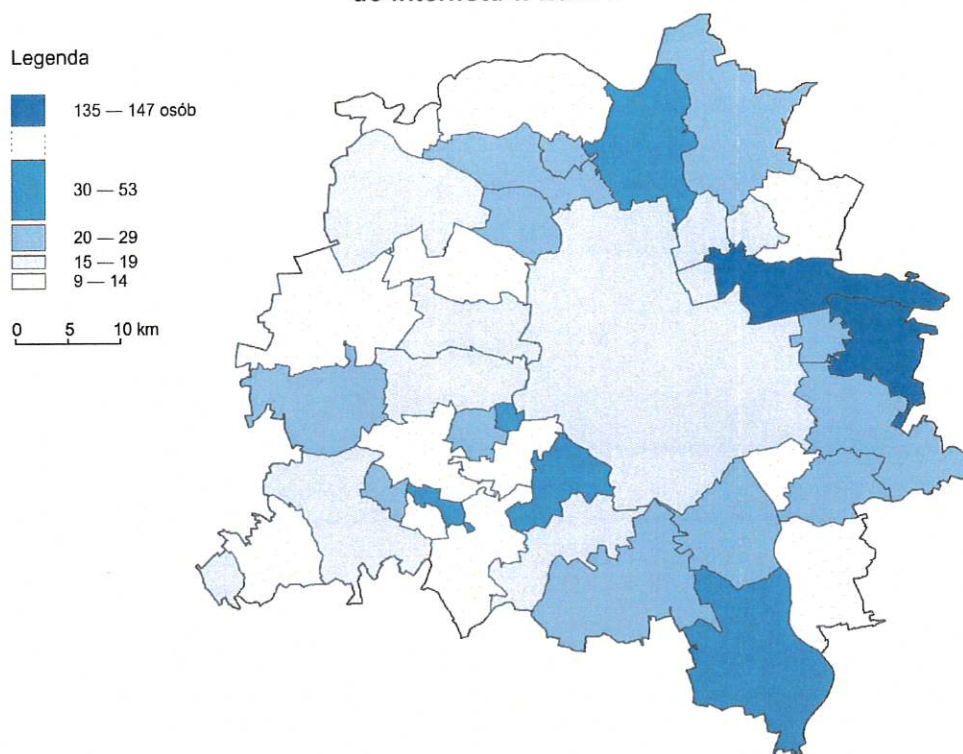 Legenda
135 — 147 osób
30 — 53
20 — 29
15 — 19
9 — 14
0 5 10 km